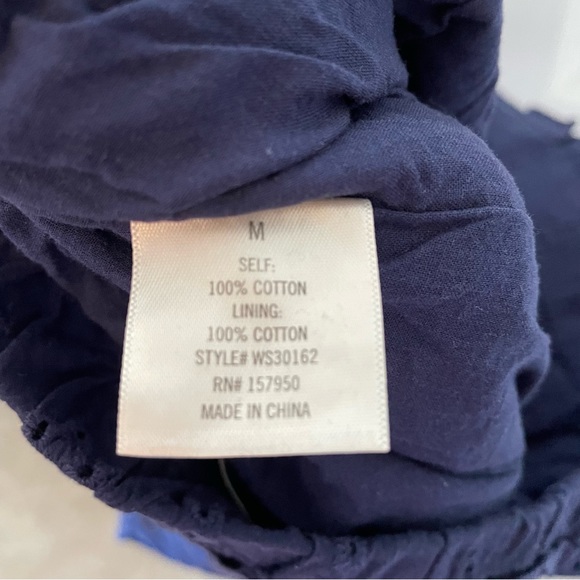 M
SELF:
100% COTTON
LINING:
100% COTTON
STYLE# WS30162
RN# 157950
MADE IN CHINA